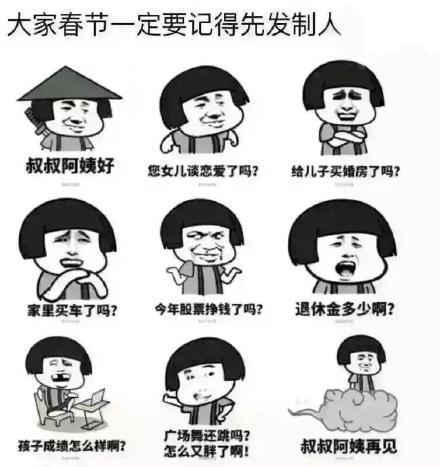 大家春节一定要记得先发制人
叔叔阿姨好
您女儿谈恋爱了吗?
给儿子买婚房了吗?
家里买车了吗?
今年股票挣钱了吗?
退休金多少啊?
孩子成绩怎么样啊?
广场舞还跳吗?
怎么又胖了啊!
叔叔阿姨再见